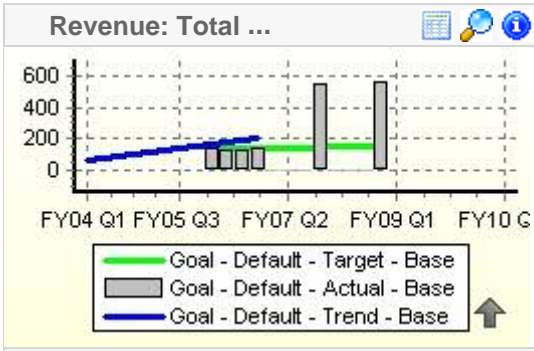 Revenue: Total ...
600
400
200
0
FY04 Q1 FY05 Q3 FY07 Q2 FY09 Q1 FY10 Q
Goal - Default - Target - Base
Goal - Default - Actual - Base
Goal - Default - Trend - Base